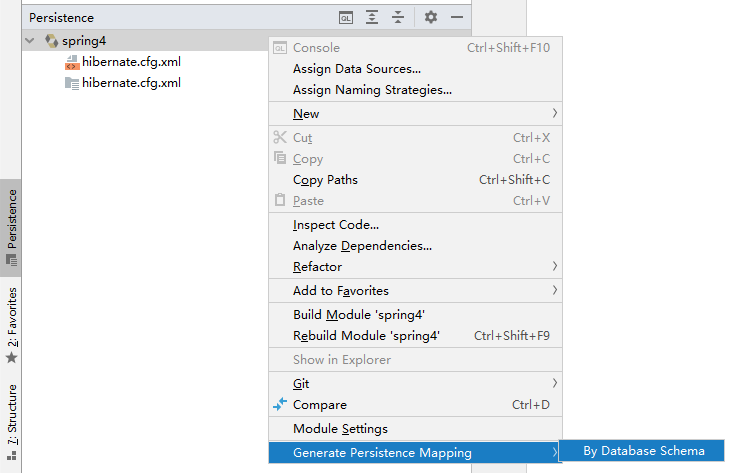 Persistence
QL
spring4
hibernate.cfg.xml
hibernate.cfg.xml
QL Console Ctrl+Shift+F10
Assign Data Sources...
Assign Naming Strategies...
New
Cut Ctrl+X
Copy Ctrl+C
Copy Paths Ctrl+Shift+C
Paste Ctrl+V
Inspect Code...
Analyze Dependencies...
Refactor
Add to Favorites
Build Module 'spring4'
Rebuild Module 'spring4' Ctrl+Shift+F9
Show in Explorer
Git
Compare Ctrl+D
Module Settings
Generate Persistence Mapping
By Database Schema
Persistence
2: Favorites
7: Structure